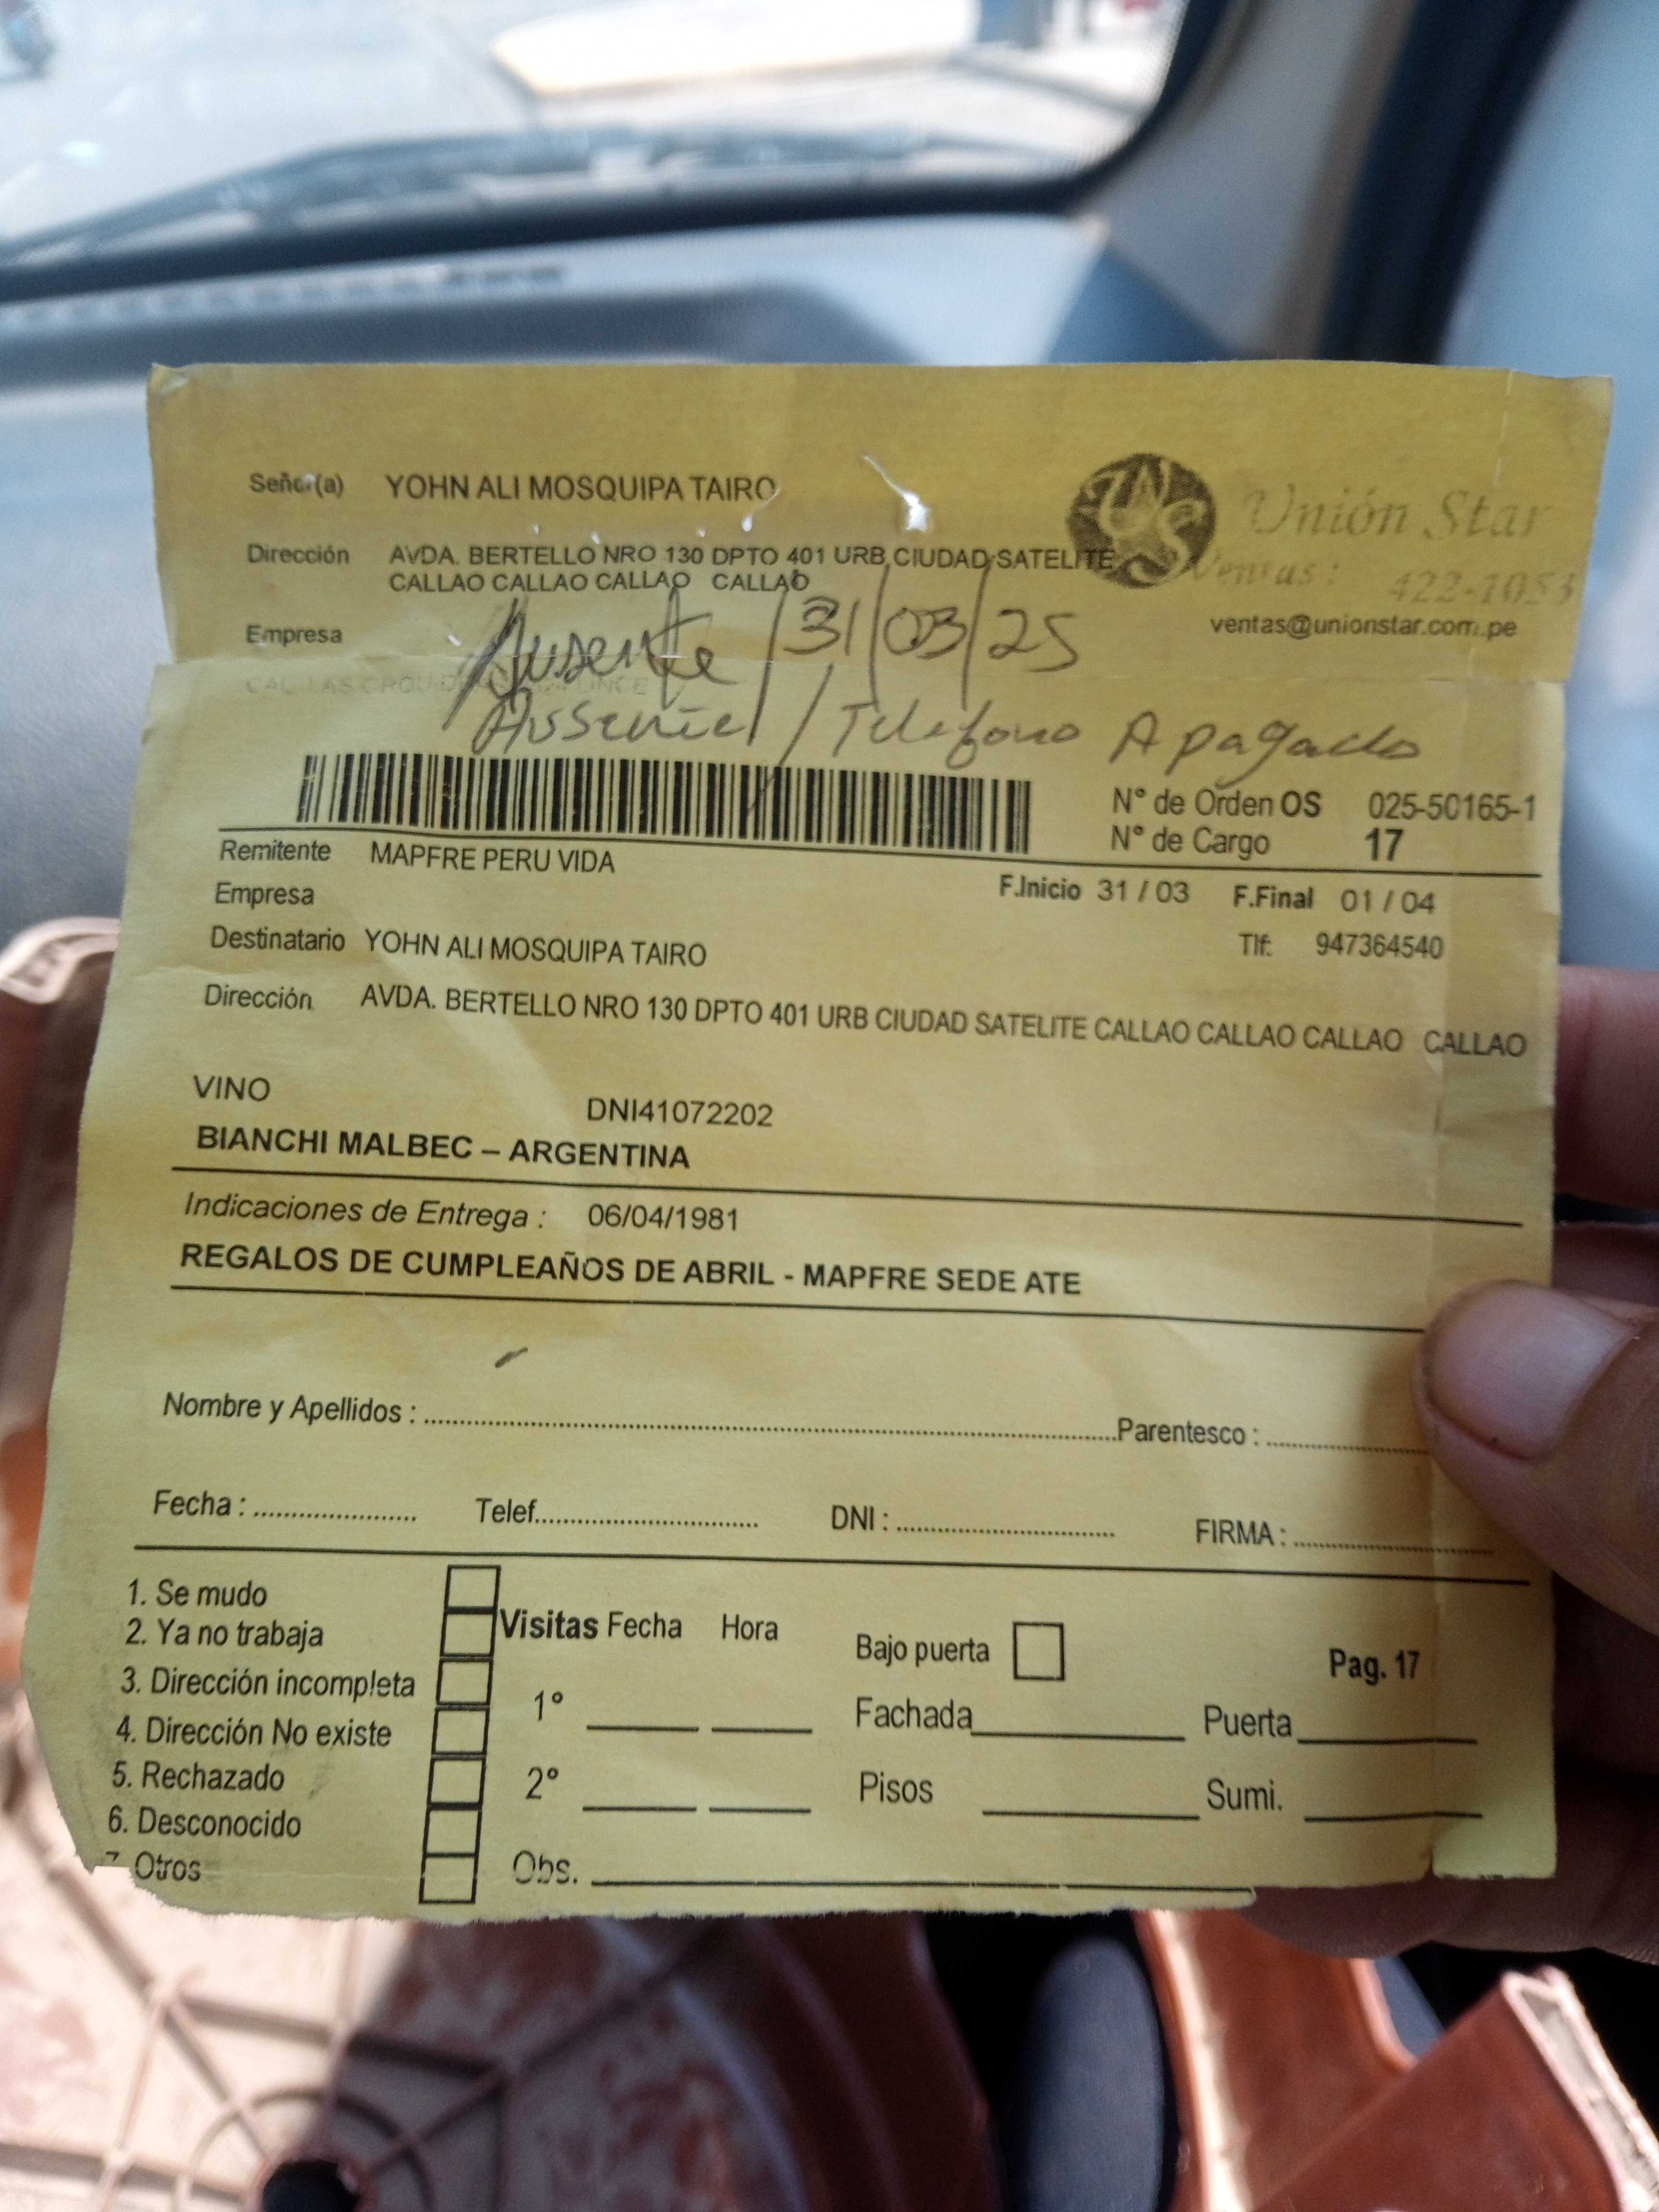 Señor(a) YOHN ALI MOSQUIPA TAIRO
Unión Star
Dirección AVDA. BERTELLO NRO 130 DPTO 401 URB CIUDAD SATELITE
CALLAO CALLAO CALLAO CALLAO
Ventas: 422-1053
ventas@unionstar.com.pe
Empresa
Ausente / 31/03/25
/ Telefono Apagado
N° de Orden OS 025-50165-1
N° de Cargo 17
Remitente MAPFRE PERU VIDA
Empresa
F.Inicio 31 / 03 F.Final 01 / 04
Destinatario YOHN ALI MOSQUIPA TAIRO
Tlf: 947364540
Dirección AVDA. BERTELLO NRO 130 DPTO 401 URB CIUDAD SATELITE CALLAO CALLAO CALLAO CALLAO
VINO
DNI41072202
BIANCHI MALBEC – ARGENTINA
Indicaciones de Entrega : 06/04/1981
REGALOS DE CUMPLEAÑOS DE ABRIL - MAPFRE SEDE ATE
Nombre y Apellidos : Parentesco :
Fecha : Telef. DNI : FIRMA :
1. Se mudo
2. Ya no trabaja
3. Dirección incompleta
4. Dirección No existe
5. Rechazado
6. Desconocido
7. Otros
Visitas Fecha Hora
1°
2°
Obs.
Bajo puerta
Pag. 17
Fachada Puerta
Pisos Sumi.